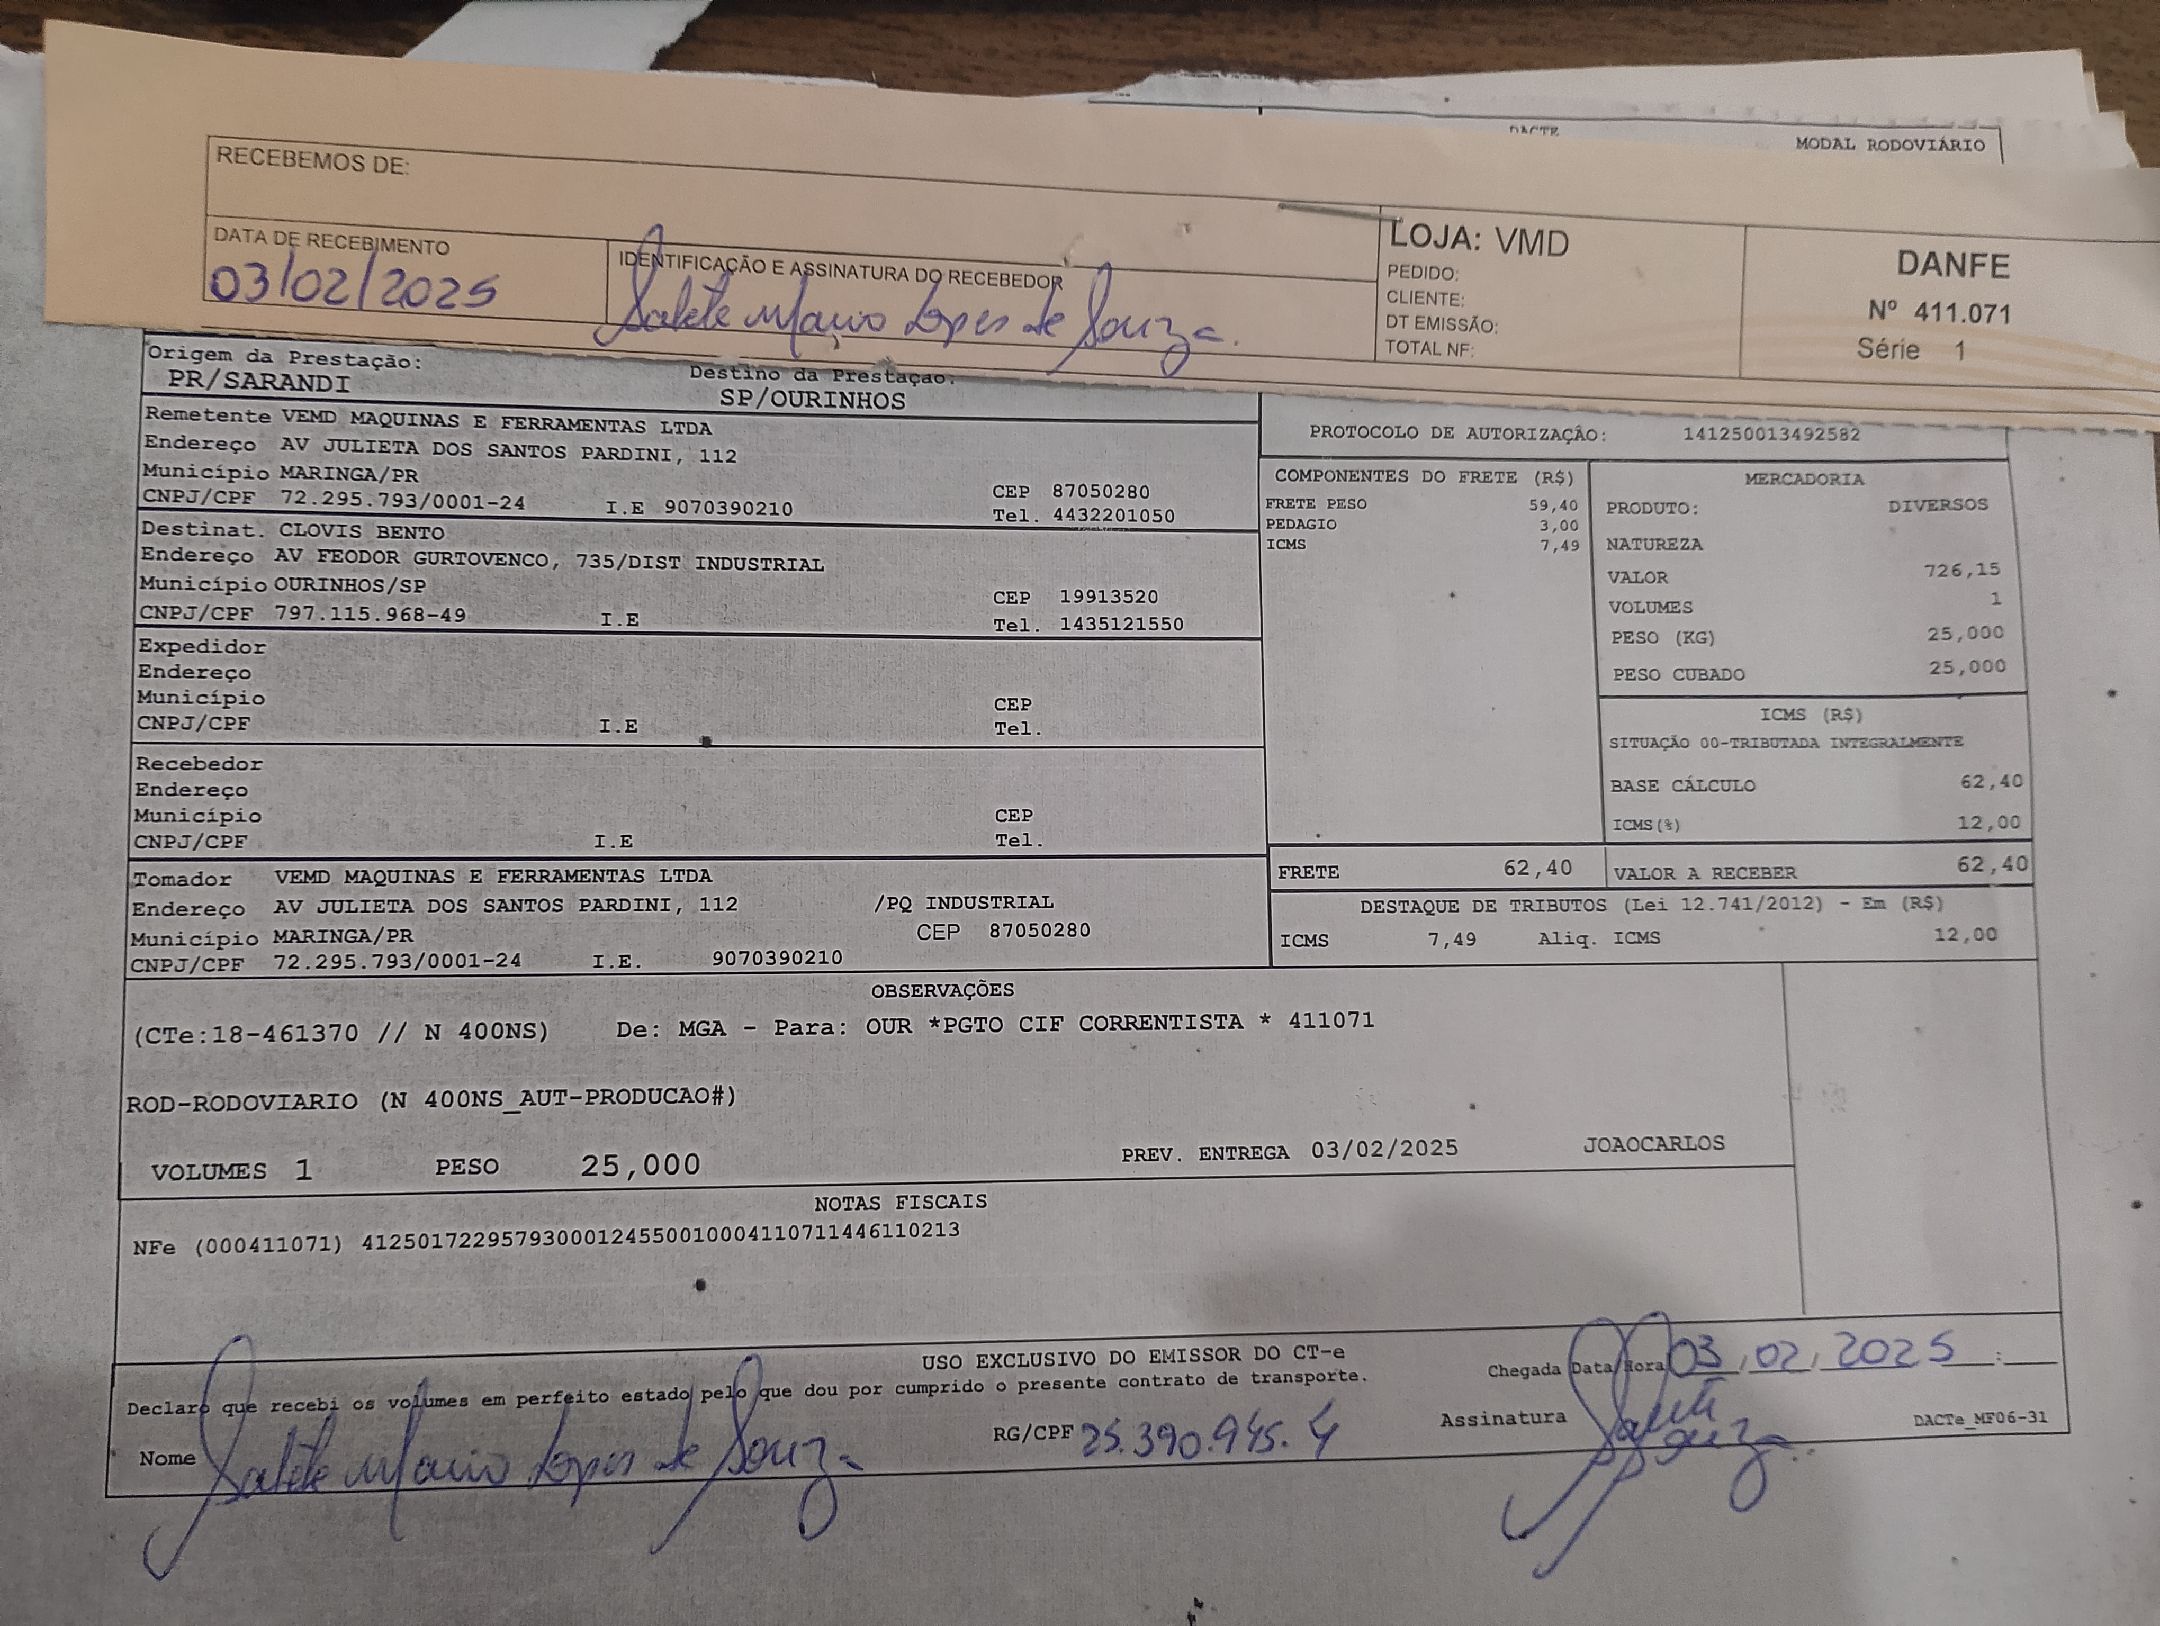 DACTE
MODAL RODOVIÁRIO
RECEBEMOS DE:
DATA DE RECEBIMENTO
03/02/2025
IDENTIFICAÇÃO E ASSINATURA DO RECEBEDOR
Salete Maria Lopes de Souza
LOJA: VMD
PEDIDO:
CLIENTE:
DT EMISSÃO:
TOTAL NF:
DANFE
Nº 411.071
Série 1
Origem da Prestação:
PR/SARANDI
Destino da Prestação:
SP/OURINHOS
Remetente VEMD MAQUINAS E FERRAMENTAS LTDA
Endereço AV JULIETA DOS SANTOS PARDINI, 112
Município MARINGA/PR CEP 87050280
CNPJ/CPF 72.295.793/0001-24 I.E 9070390210 Tel. 4432201050
Destinat. CLOVIS BENTO
Endereço AV FEODOR GURTOVENCO, 735/DIST INDUSTRIAL
Município OURINHOS/SP CEP 19913520
CNPJ/CPF 797.115.968-49 I.E Tel. 1435121550
Expedidor
Endereço
Município CEP
CNPJ/CPF I.E Tel.
Recebedor
Endereço
Município CEP
CNPJ/CPF I.E Tel.
Tomador VEMD MAQUINAS E FERRAMENTAS LTDA
Endereço AV JULIETA DOS SANTOS PARDINI, 112 /PQ INDUSTRIAL
Município MARINGA/PR CEP 87050280
CNPJ/CPF 72.295.793/0001-24 I.E. 9070390210
PROTOCOLO DE AUTORIZAÇÃO: 141250013492582
COMPONENTES DO FRETE (R$)
FRETE PESO 59,40
PEDAGIO 3,00
ICMS 7,49
MERCADORIA
PRODUTO: DIVERSOS
NATUREZA
VALOR 726,15
VOLUMES 1
PESO (KG) 25,000
PESO CUBADO 25,000
ICMS (R$)
SITUAÇÃO 00-TRIBUTADA INTEGRALMENTE
BASE CÁLCULO 62,40
ICMS(%) 12,00
FRETE 62,40 VALOR A RECEBER 62,40
DESTAQUE DE TRIBUTOS (Lei 12.741/2012) - Em (R$)
ICMS 7,49 Aliq. ICMS 12,00
OBSERVAÇÕES
(CTe:18-461370 // N 400NS) De: MGA - Para: OUR *PGTO CIF CORRENTISTA * 411071
ROD-RODOVIARIO (N 400NS_AUT-PRODUCAO#)
VOLUMES 1 PESO 25,000 PREV. ENTREGA 03/02/2025 JOAOCARLOS
NOTAS FISCAIS
NFe (000411071) 41250172295793000124550010004110711446110213
USO EXCLUSIVO DO EMISSOR DO CT-e
Chegada Data/Hora 03/02/2025 :
Declaro que recebi os volumes em perfeito estado pelo que dou por cumprido o presente contrato de transporte.
Nome Salete Maria Lopes de Souza
RG/CPF 25.390.945.4
Assinatura Salete Souza
DACTe_MF06-31